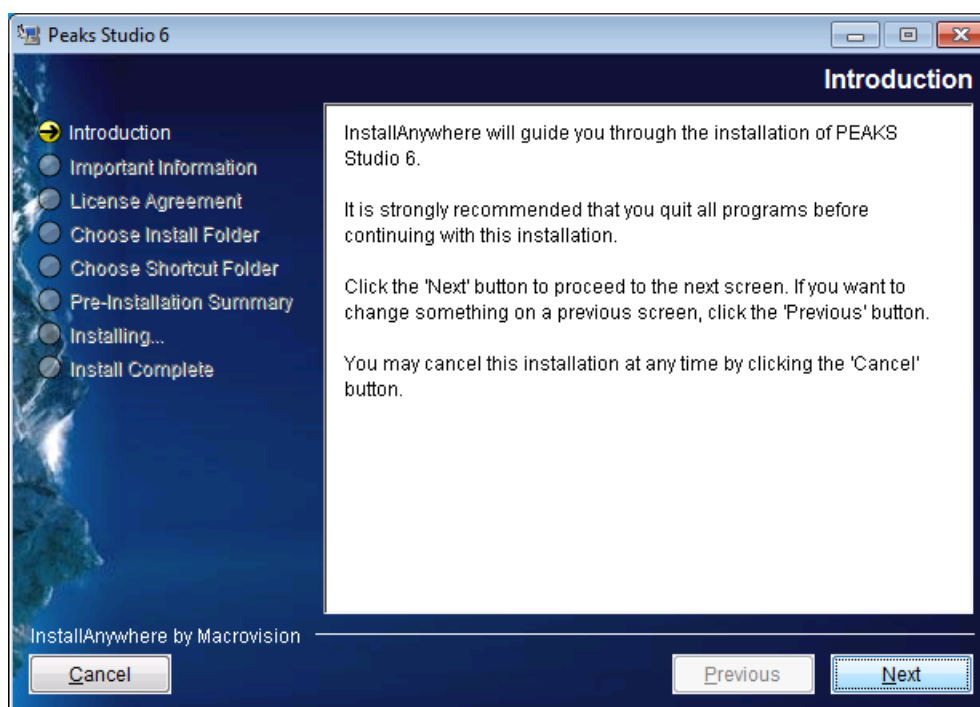 Peaks Studio 6
Introduction
Introduction
Important Information
License Agreement
Choose Install Folder
Choose Shortcut Folder
Pre-Installation Summary
Installing...
Install Complete
InstallAnywhere will guide you through the installation of PEAKS
Studio 6.
It is strongly recommended that you quit all programs before
continuing with this installation.
Click the 'Next' button to proceed to the next screen. If you want to
change something on a previous screen, click the 'Previous' button.
You may cancel this installation at any time by clicking the 'Cancel'
button.
InstallAnywhere by Macrovision
Cancel
Previous
Next